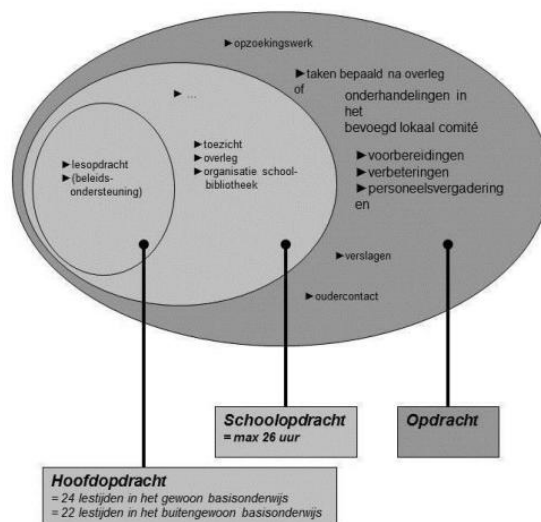 ►opzoekingswerk
►taken bepaald na overleg
of
onderhandelingen in
het
bevoegd lokaal comité
►...
►toezicht
►overleg
►organisatie school-
bibliotheek
►lesopdracht
►(beleids-
ondersteuning)
►voorbereidingen
►verbeteringen
►personeelsvergadering
en
►verslagen
►oudercontact
Schoolopdracht
= max 26 uur
Opdracht
Hoofdopdracht
= 24 lestijden in het gewoon basisonderwijs
= 22 lestijden in het buitengewoon basisonderwijs